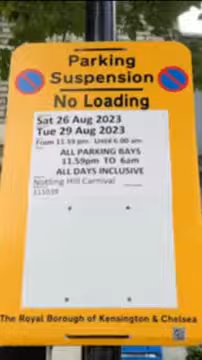 Parking
Suspension
No Loading
Sat 26 Aug 2023
Tue 29 Aug 2023
From 11.59 pm Until 6.00 am
ALL PARKING BAYS
11.59pm TO 6am
ALL DAYS INCLUSIVE
Notting Hill Carnival
The Royal Borough of Kensington & Chelsea